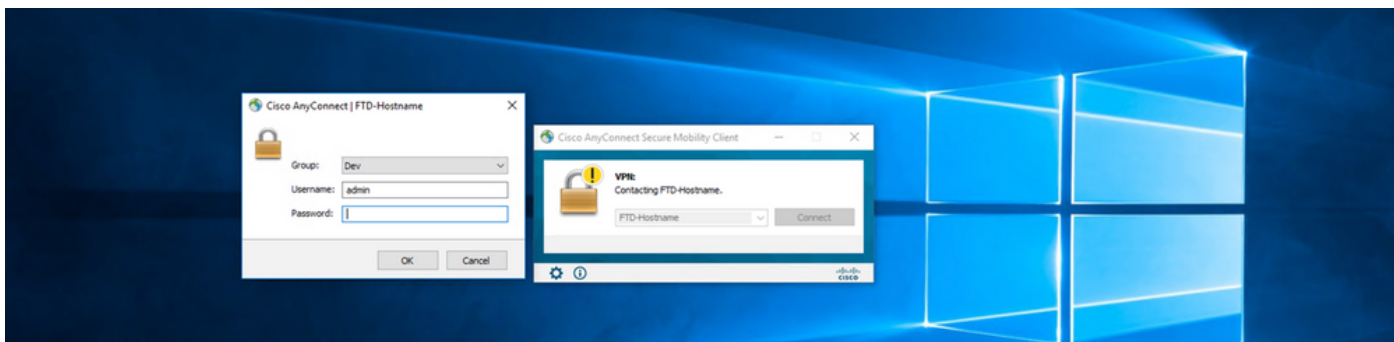 Cisco AnyConnect | FTD-Hostname
Group: Dev
Username: admin
Password:
OK Cancel
Cisco AnyConnect Secure Mobility Client
VPN:
Contacting FTD-Hostname.
FTD-Hostname Connect
CISCO